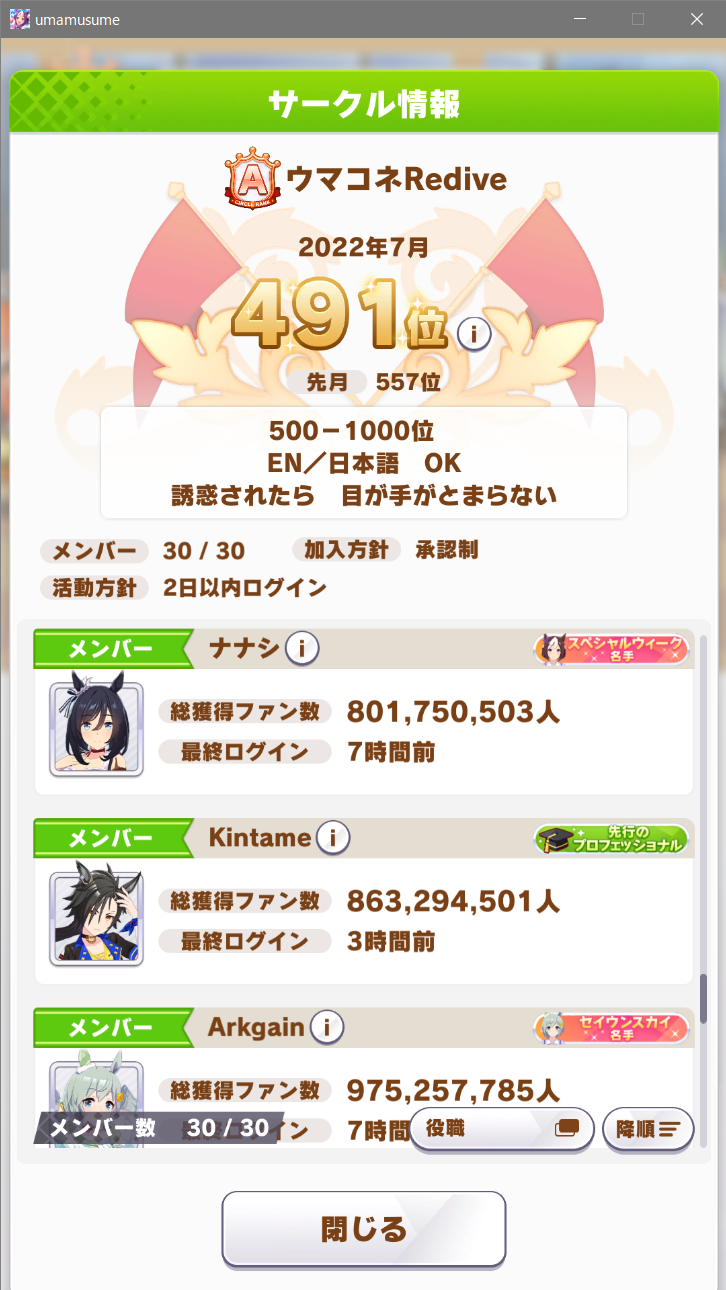 umamusume
サークル情報
A
CIRCLE RANK
ウマコネRedive
2022年7月
491位
i
先月 557位
500－1000位
EN／日本語　OK
誘惑されたら　目が手がとまらない
メンバー 30 / 30 加入方針 承認制
活動方針 2日以内ログイン
メンバー ナナシ i スペシャルウィーク
名手
総獲得ファン数 801,750,503人
最終ログイン 7時間前
メンバー Kintame i 先行の
プロフェッショナル
総獲得ファン数 863,294,501人
最終ログイン 3時間前
メンバー Arkgain i セイウンスカイ
名手
総獲得ファン数 975,257,785人
メンバー数 30 / 30 イン 7時間 役職 降順
閉じる